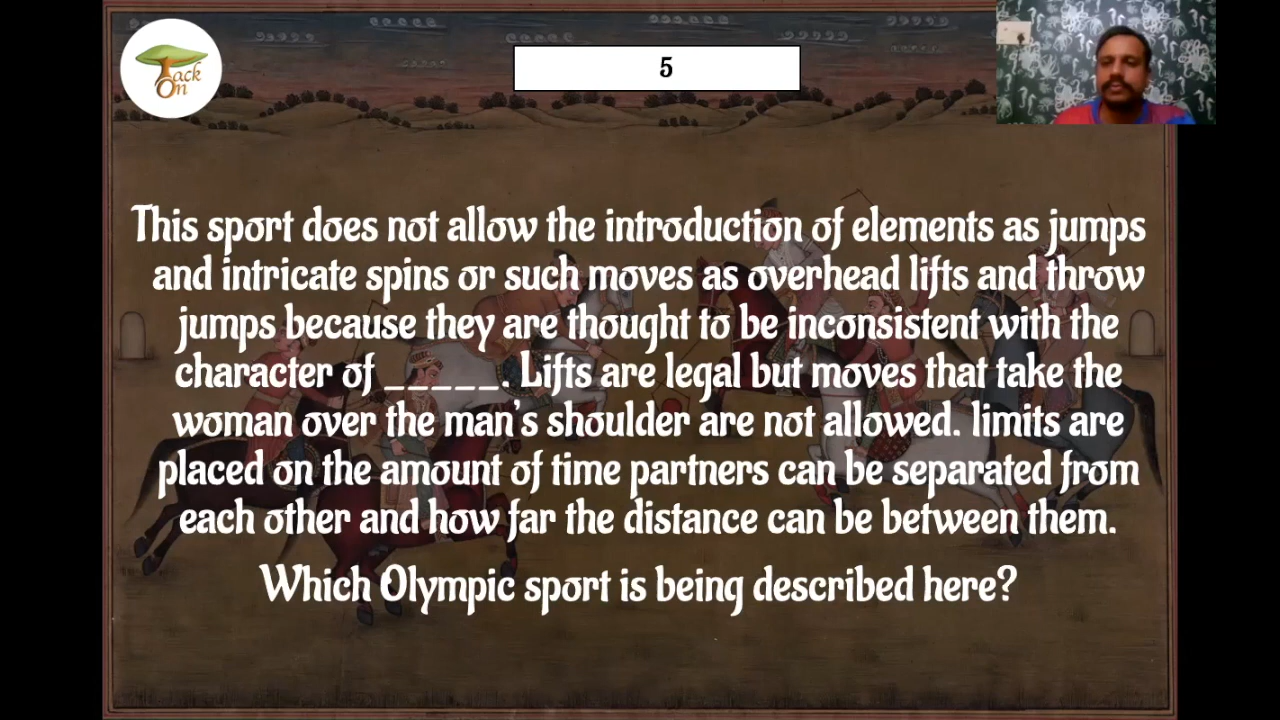 Tack
On
5
This sport does not allow the introduction of elements as jumps
and intricate spins or such moves as overhead lifts and throw
jumps because they are thought to be inconsistent with the
character of _ _ _ _ _. Lifts are legal but moves that take the
woman over the man's shoulder are not allowed. limits are
placed on the amount of time partners can be separated from
each other and how far the distance can be between them.
Which Olympic sport is being described here?